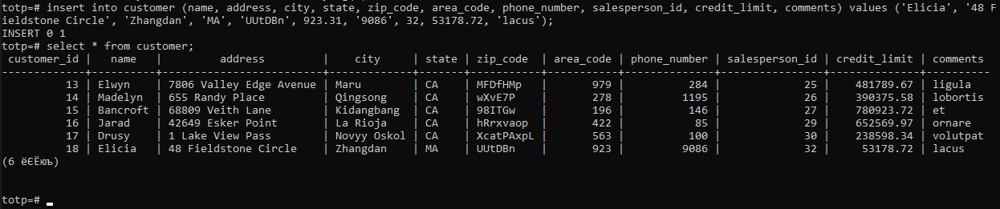 totp=# insert into customer (name, address, city, state, zip_code, area_code, phone_number, salesperson_id, credit_limit, comments) values ('Elicia', '48 F
ieldstone Circle', 'Zhangdan', 'MA', 'UUtDBn', 923.31, '9086', 32, 53178.72, 'lacus');
INSERT 0 1
totp=# select * from customer;
 customer_id |   name   |         address          |     city     | state | zip_code | area_code | phone_number | salesperson_id | credit_limit | comments
-------------+----------+--------------------------+--------------+-------+----------+-----------+--------------+----------------+--------------+----------
          13 | Elwyn    | 7806 Valley Edge Avenue | Maru         | CA    | MFDfHMp  |       979 |          284 |             25 |    481789.67 | ligula
          14 | Madelyn  | 655 Randy Place          | Qingsong     | CA    | wXvE7P   |       278 |         1195 |             26 |    390375.58 | lobortis
          15 | Bancroft | 68809 Veith Lane         | Kidangbang   | CA    | 98ITGw   |       196 |          146 |             27 |    780923.72 | et
          16 | Jarad    | 42649 Esker Point        | La Rioja     | CA    | hRrxvaop |       422 |           85 |             29 |    652569.97 | ornare
          17 | Drusy    | 1 Lake View Pass         | Novyy Oskol  | CA    | XcatPAxpL |       563 |          100 |             30 |    238598.34 | volutpat
          18 | Elicia   | 48 Fieldstone Circle     | Zhangdan     | MA    | UUtDBn   |       923 |         9086 |             32 |     53178.72 | lacus
(6 ёЄЁюъ)
totp=#